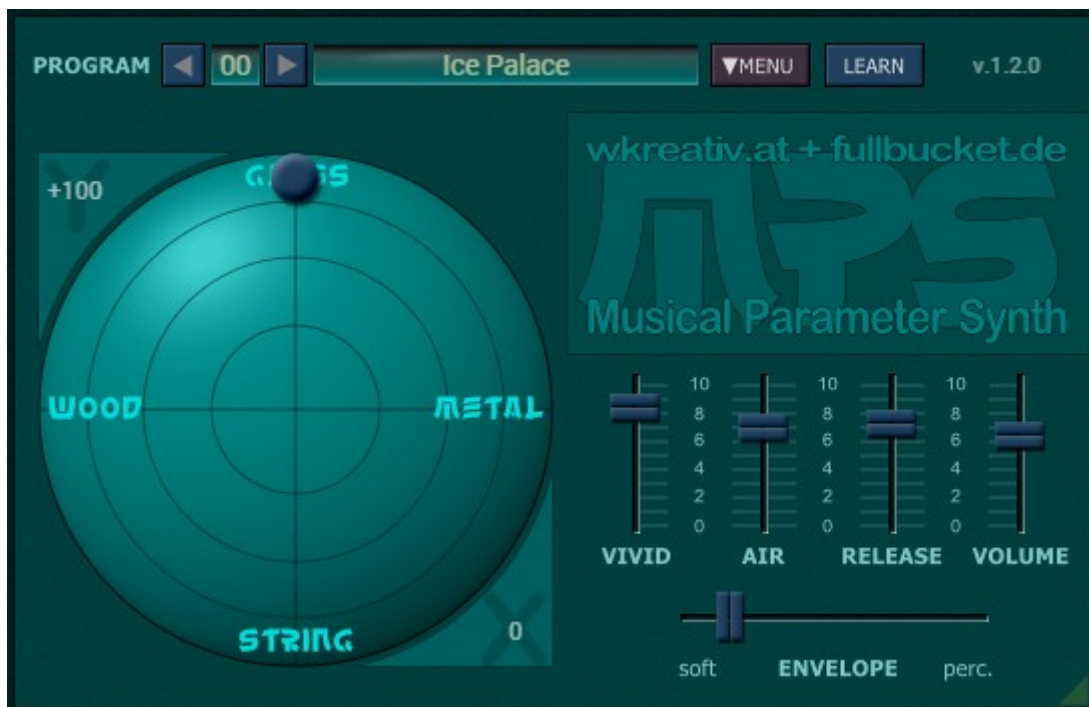 PROGRAM 00 Ice Palace ▼MENU LEARN v.1.2.0
wkreativ.at + fullbucket.de
MPS
Musical Parameter Synth
Y
+100
WOOD
METAL
STRING
X
0
10 10 10
8 8 8
6 6 6
4 4 4
2 2 2
0 0 0
VIVID AIR RELEASE VOLUME
soft ENVELOPE perc.